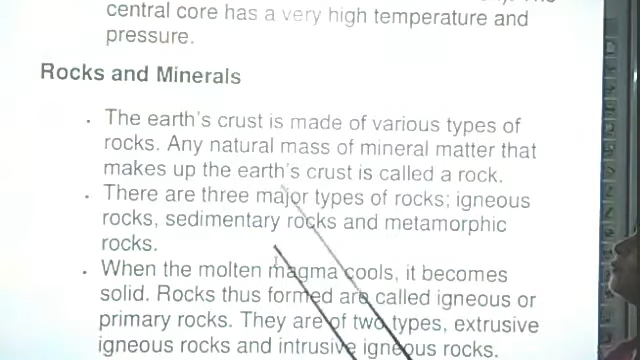 central core has a very high temperature and
pressure.
Rocks and Minerals
The earth's crust is made of various types of
rocks. Any natural mass of mineral matter that
makes up the earth's crust is called a rock.
There are three major types of rocks; igneous
rocks, sedimentary rocks and metamorphic
rocks.
When the molten magma cools, it becomes
solid. Rocks thus formed are called igneous or
primary rocks. They are of two types, extrusive
igneous rocks and intrusive igneous rocks.